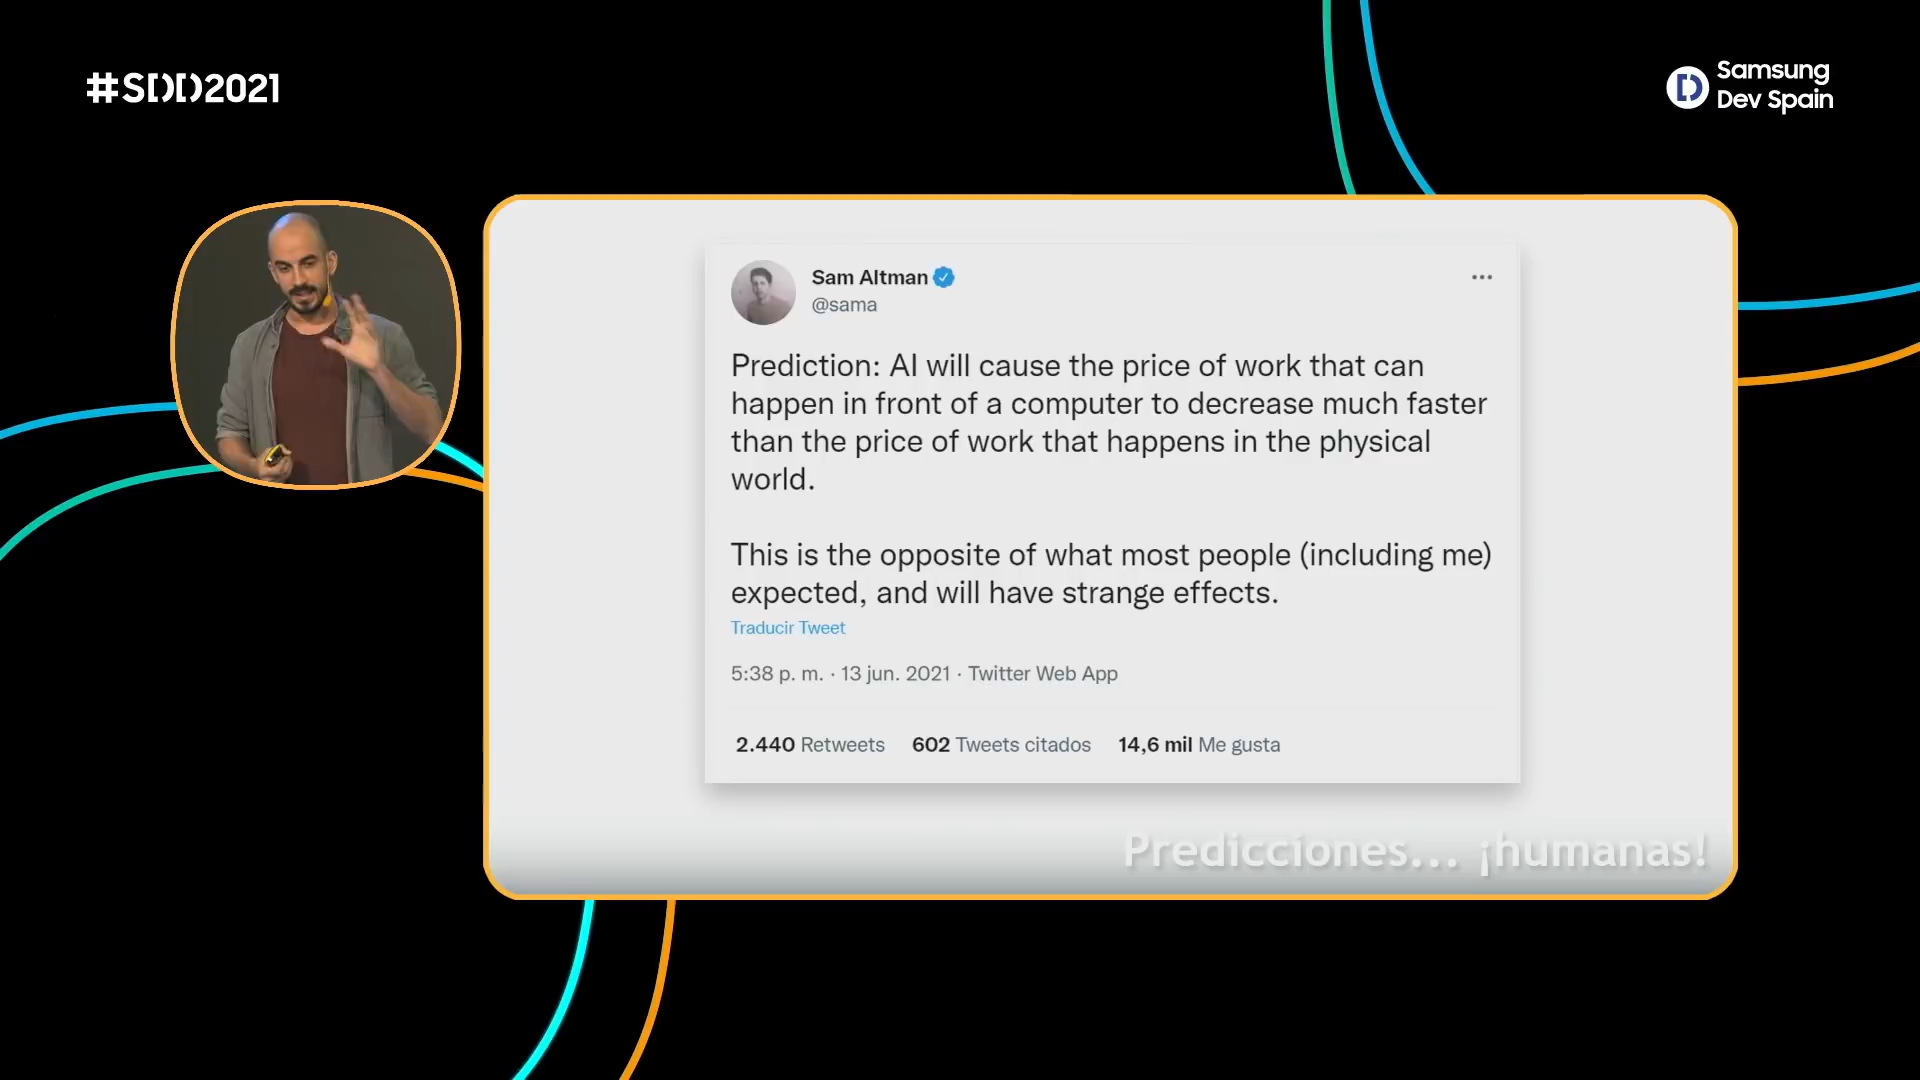 #SDD2021
Samsung
Dev Spain
Sam Altman
@sama
Prediction: AI will cause the price of work that can
happen in front of a computer to decrease much faster
than the price of work that happens in the physical
world.
This is the opposite of what most people (including me)
expected, and will have strange effects.
Traducir Tweet
5:38 p. m. · 13 jun. 2021 · Twitter Web App
2.440 Retweets 602 Tweets citados 14,6 mil Me gusta
Predicciones... ¡humanas!